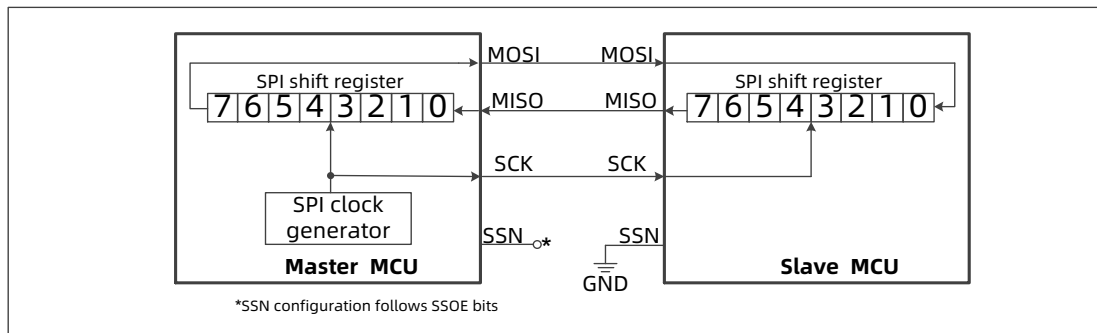 MOSI MOSI
SPI shift register SPI shift register
7 6 5 4 3 2 1 0 MISO MISO 7 6 5 4 3 2 1 0
SCK SCK
SPI clock
generator
SSN * SSN
Master MCU GND Slave MCU
*SSN configuration follows SSOE bits